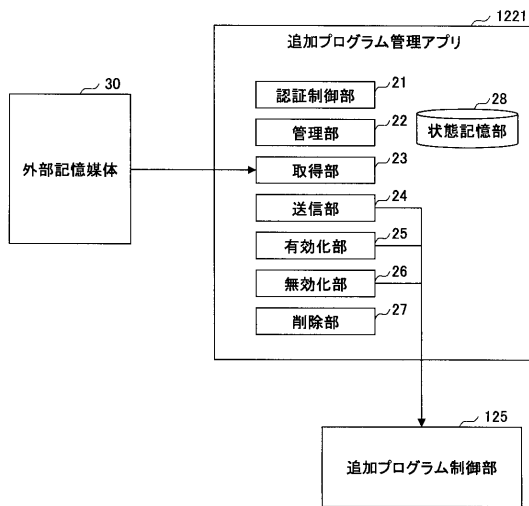 1221
追加プログラム管理アプリ
30
外部記憶媒体
21
認証制御部
28
状態記憶部
22
管理部
23
取得部
24
送信部
25
有効化部
26
無効化部
27
削除部
125
追加プログラム制御部